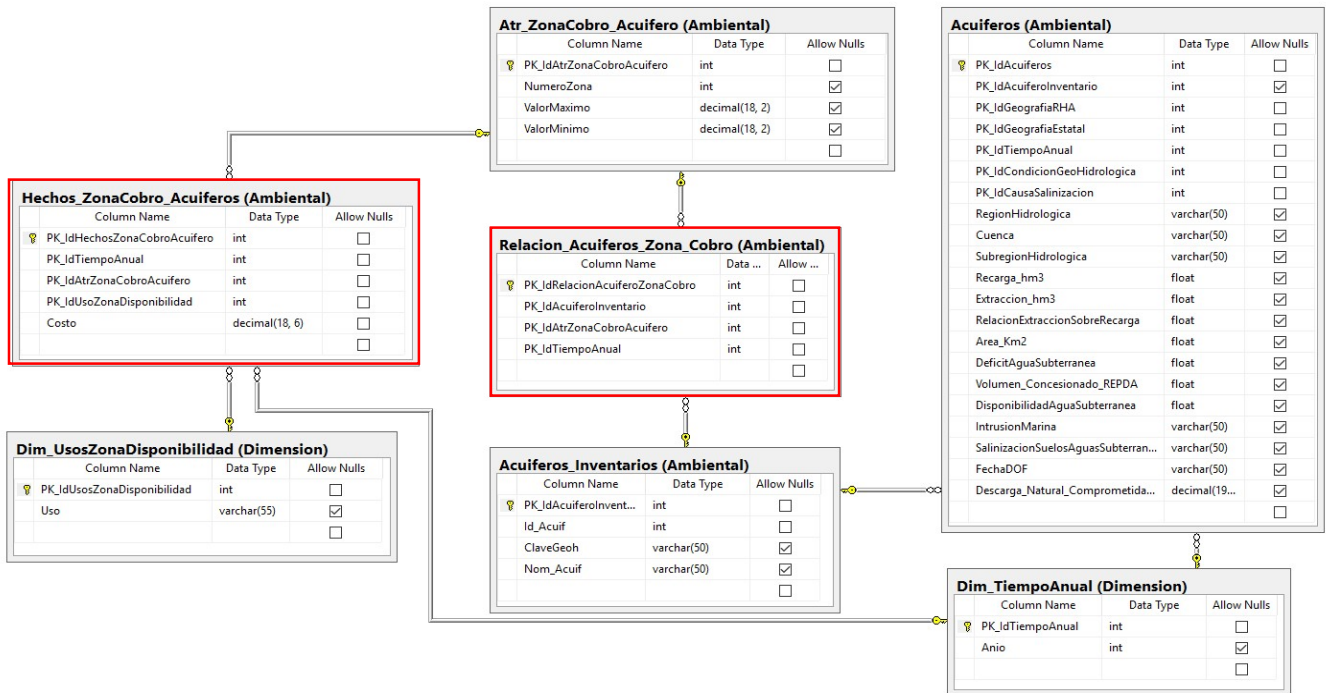 Atr_ZonaCobro_Acuifero (Ambiental)
Column Name Data Type Allow Nulls
PK_IdAtrZonaCobroAcuifero int
NumeroZona int
ValorMaximo decimal(18, 2)
ValorMinimo decimal(18, 2)
Acuiferos (Ambiental)
Column Name Data Type Allow Nulls
PK_IdAcuiferos int
PK_IdAcuiferoInventario int
PK_IdGeografiaRHA int
PK_IdGeografiaEstatal int
PK_IdTiempoAnual int
PK_IdCondicionGeoHidrologica int
PK_IdCausaSalinizacion int
RegionHidrologica varchar(50)
Cuenca varchar(50)
SubregionHidrologica varchar(50)
Recarga_hm3 float
Extraccion_hm3 float
RelacionExtraccionSobreRecarga float
Area_Km2 float
DeficitAguaSubterranea float
Volumen_Concesionado_REPDA float
DisponibilidadAguaSubterranea float
IntrusionMarina varchar(50)
SalinizacionSuelosAguasSubterran... varchar(50)
FechaDOF varchar(50)
Descarga_Natural_Comprometida... decimal(19...
Hechos_ZonaCobro_Acuiferos (Ambiental)
Column Name Data Type Allow Nulls
PK_IdHechosZonaCobroAcuifero int
PK_IdTiempoAnual int
PK_IdAtrZonaCobroAcuifero int
PK_IdUsoZonaDisponibilidad int
Costo decimal(18, 6)
Relacion_Acuiferos_Zona_Cobro (Ambiental)
Column Name Data ... Allow ...
PK_IdRelacionAcuiferoZonaCobro int
PK_IdAcuiferoInventario int
PK_IdAtrZonaCobroAcuifero int
PK_IdTiempoAnual int
Dim_UsosZonaDisponibilidad (Dimension)
Column Name Data Type Allow Nulls
PK_IdUsosZonaDisponibilidad int
Uso varchar(55)
Acuiferos_Inventarios (Ambiental)
Column Name Data Type Allow Nulls
PK_IdAcuiferoInvent... int
Id_Acuif int
ClaveGeoh varchar(50)
Nom_Acuif varchar(50)
Dim_TiempoAnual (Dimension)
Column Name Data Type Allow Nulls
PK_IdTiempoAnual int
Anio int